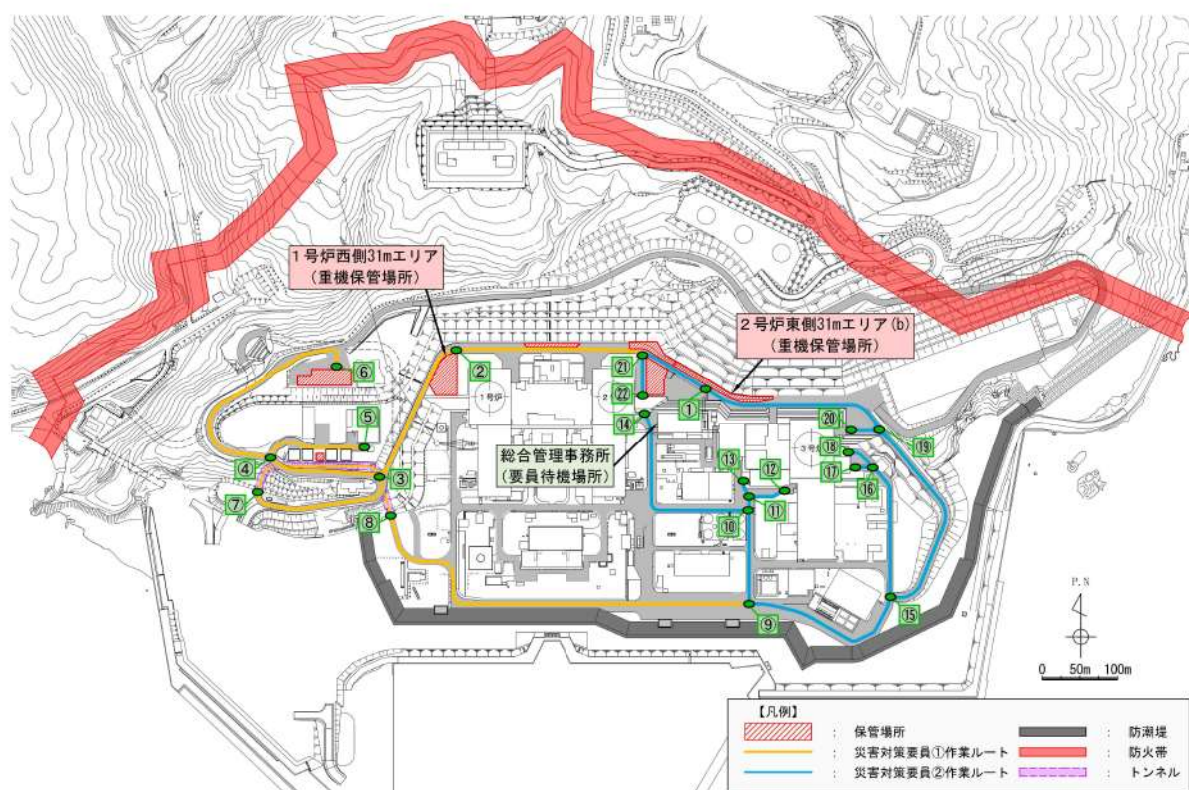 1号炉西側31mエリア
(重機保管場所)
2号炉東側31mエリア(b)
(重機保管場所)
②
㉑
⑥
1号炉
2
㉒
①
⑭
⑤
⑳
⑲
総合管理事務所
(要員待機場所)
3号炉
⑱
④
⑬
⑫
⑰
⑯
③
⑦
⑪
⑧
⑩
⑨
⑮
P.N
0 50m 100m
【凡例】
: 保管場所
: 防潮堤
: 災害対策要員①作業ルート
: 防火帯
: 災害対策要員②作業ルート
: トンネル